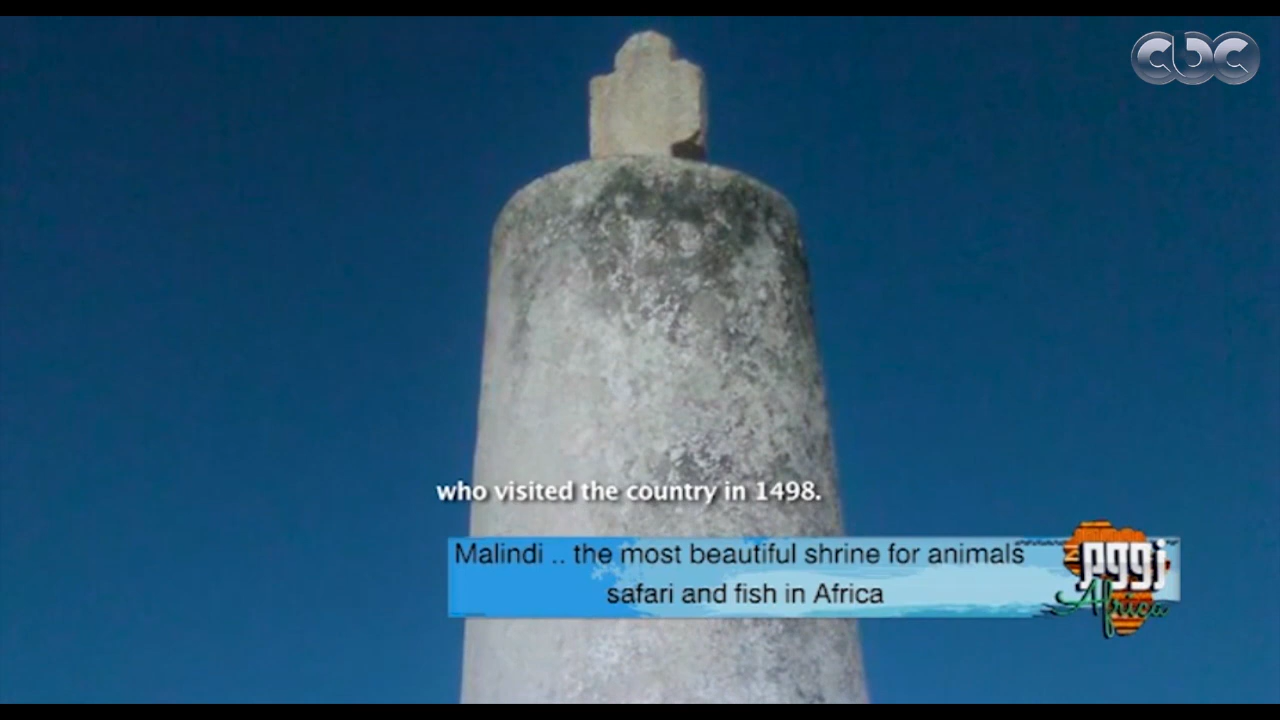 CBC
who visited the country in 1498.
Malindi .. the most beautiful shrine for animals
safari and fish in Africa
زووم
Africa